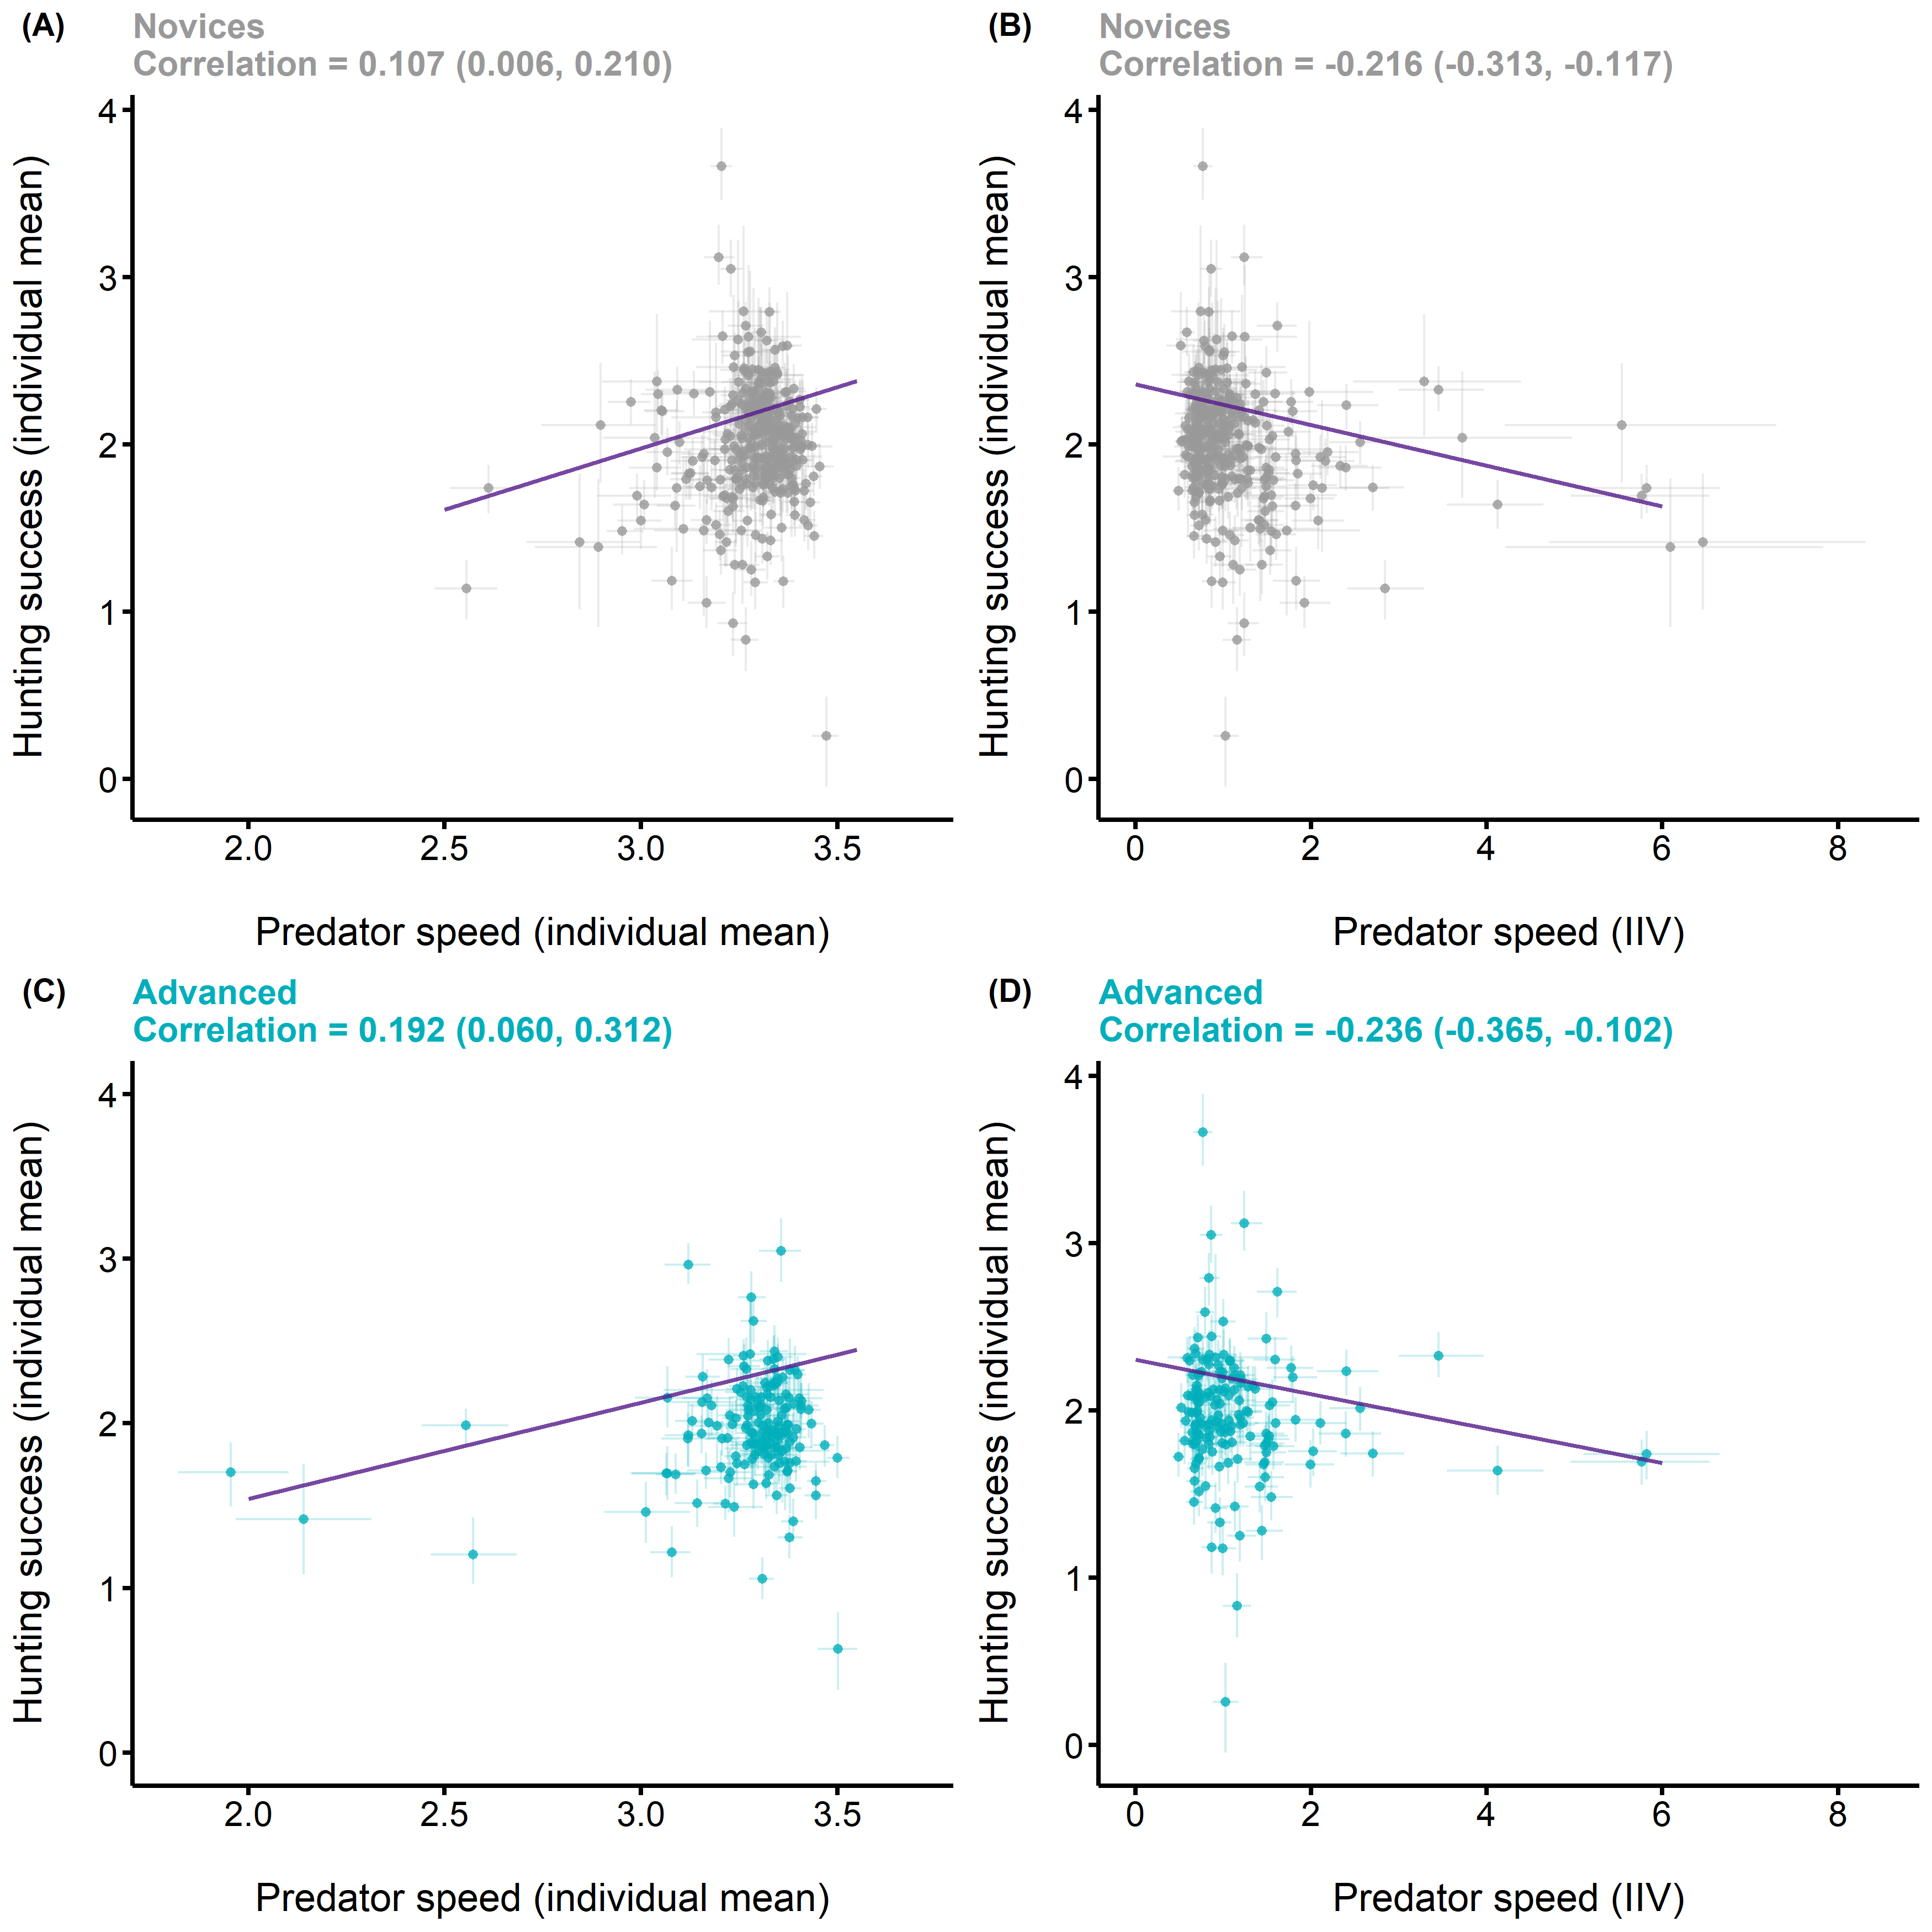 (A)
Novices
Correlation = 0.107 (0.006, 0.210)
Hunting success (individual mean)
4
3
2
1
0
2.0 2.5 3.0 3.5
Predator speed (individual mean)
(B)
Novices
Correlation = -0.216 (-0.313, -0.117)
Hunting success (individual mean)
4
3
2
1
0
0 2 4 6 8
Predator speed (IIV)
(C)
Advanced
Correlation = 0.192 (0.060, 0.312)
Hunting success (individual mean)
4
3
2
1
0
2.0 2.5 3.0 3.5
Predator speed (individual mean)
(D)
Advanced
Correlation = -0.236 (-0.365, -0.102)
Hunting success (individual mean)
4
3
2
1
0
0 2 4 6 8
Predator speed (IIV)